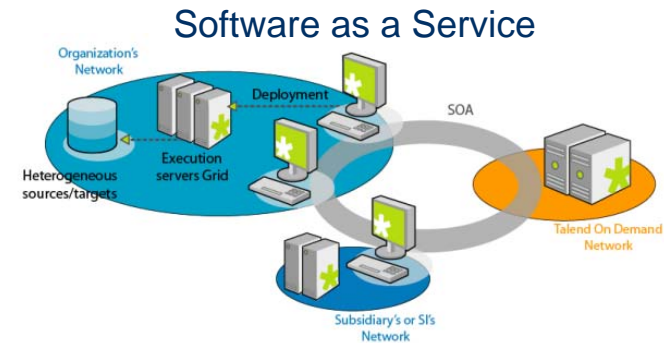 Software as a Service
Organization's
Network
Deployment
SOA
Execution
servers Grid
Heterogeneous
sources/targets
Talend On Demand
Network
Subsidiary's or SI's
Network